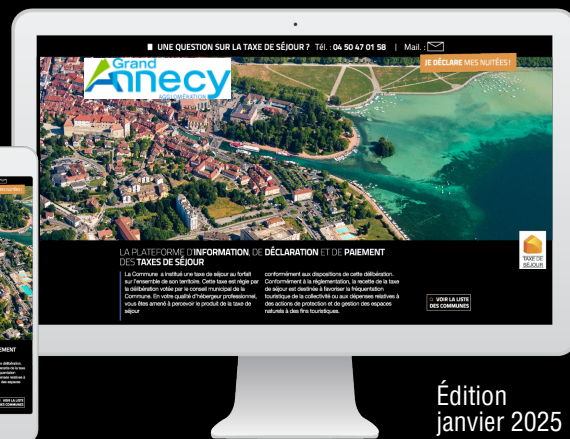 UNE QUESTION SUR LA TAXE DE SÉJOUR ? Tél. : 04 50 47 01 58 | Mail. :
JE DÉCLARE MES NUITÉES !
Grand
Annecy
AGGLOMÉRATION
LA PLATEFORME D'INFORMATION, DE DÉCLARATION ET DE PAIEMENT
DES TAXES DE SÉJOUR
La Commune a institué une taxe de séjour au forfait
sur l'ensemble de son territoire. Cette taxe est régie par
la délibération votée par le conseil municipal de la
Commune. En votre qualité d'hébergeur professionnel,
vous êtes amené à percevoir le produit de la taxe de
séjour
conformément aux dispositions de cette délibération.
Conformément à la réglementation, la recette de la taxe
de séjour est destinée à favoriser la fréquentation
touristique de la collectivité ou aux dépenses relatives à
des actions de protection et de gestion des espaces
naturels à des fins touristiques.
TAXE DE
SÉJOUR
VOIR LA LISTE
DES COMMUNES
EMENT
VOIR LA LISTE
DES COMMUNES
Édition
janvier 2025